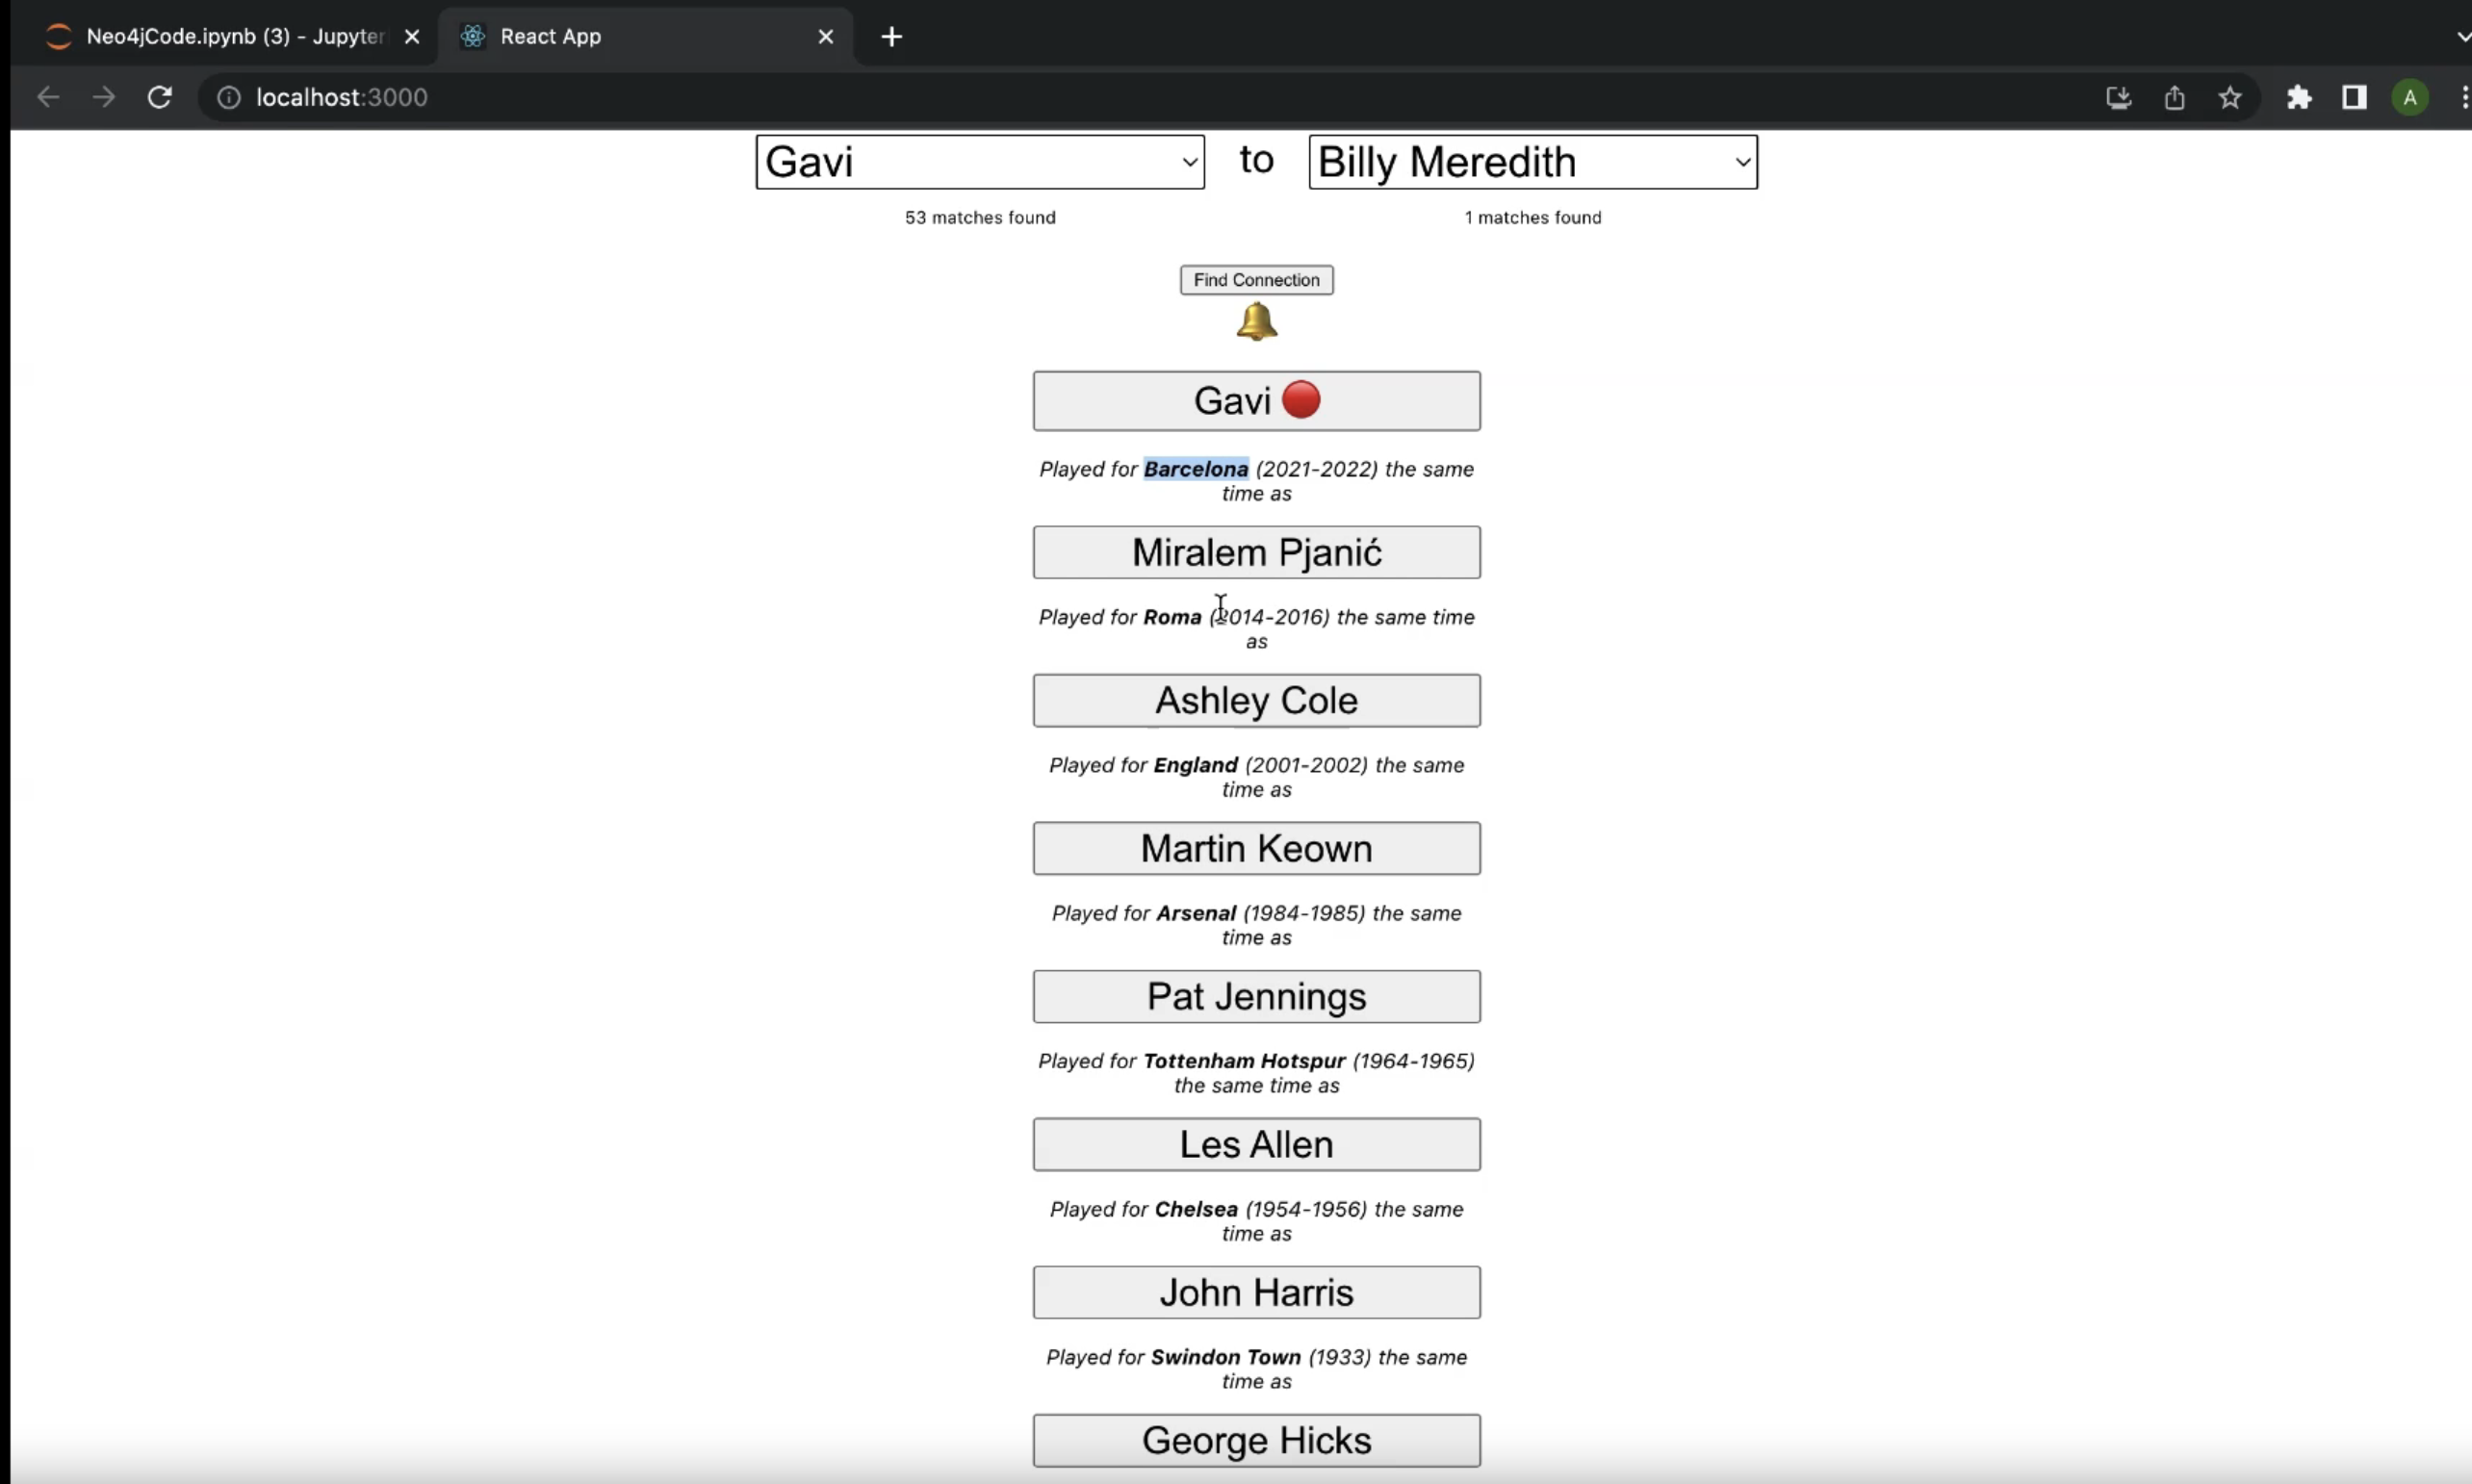 Neo4jCode.ipynb (3) - Jupyter
React App
localhost:3000
A
Gavi to Billy Meredith
53 matches found 1 matches found
Find Connection
Gavi
Played for Barcelona (2021-2022) the same
time as
Miralem Pjanić
Played for Roma (2014-2016) the same time
as
Ashley Cole
Played for England (2001-2002) the same
time as
Martin Keown
Played for Arsenal (1984-1985) the same
time as
Pat Jennings
Played for Tottenham Hotspur (1964-1965)
the same time as
Les Allen
Played for Chelsea (1954-1956) the same
time as
John Harris
Played for Swindon Town (1933) the same
time as
George Hicks